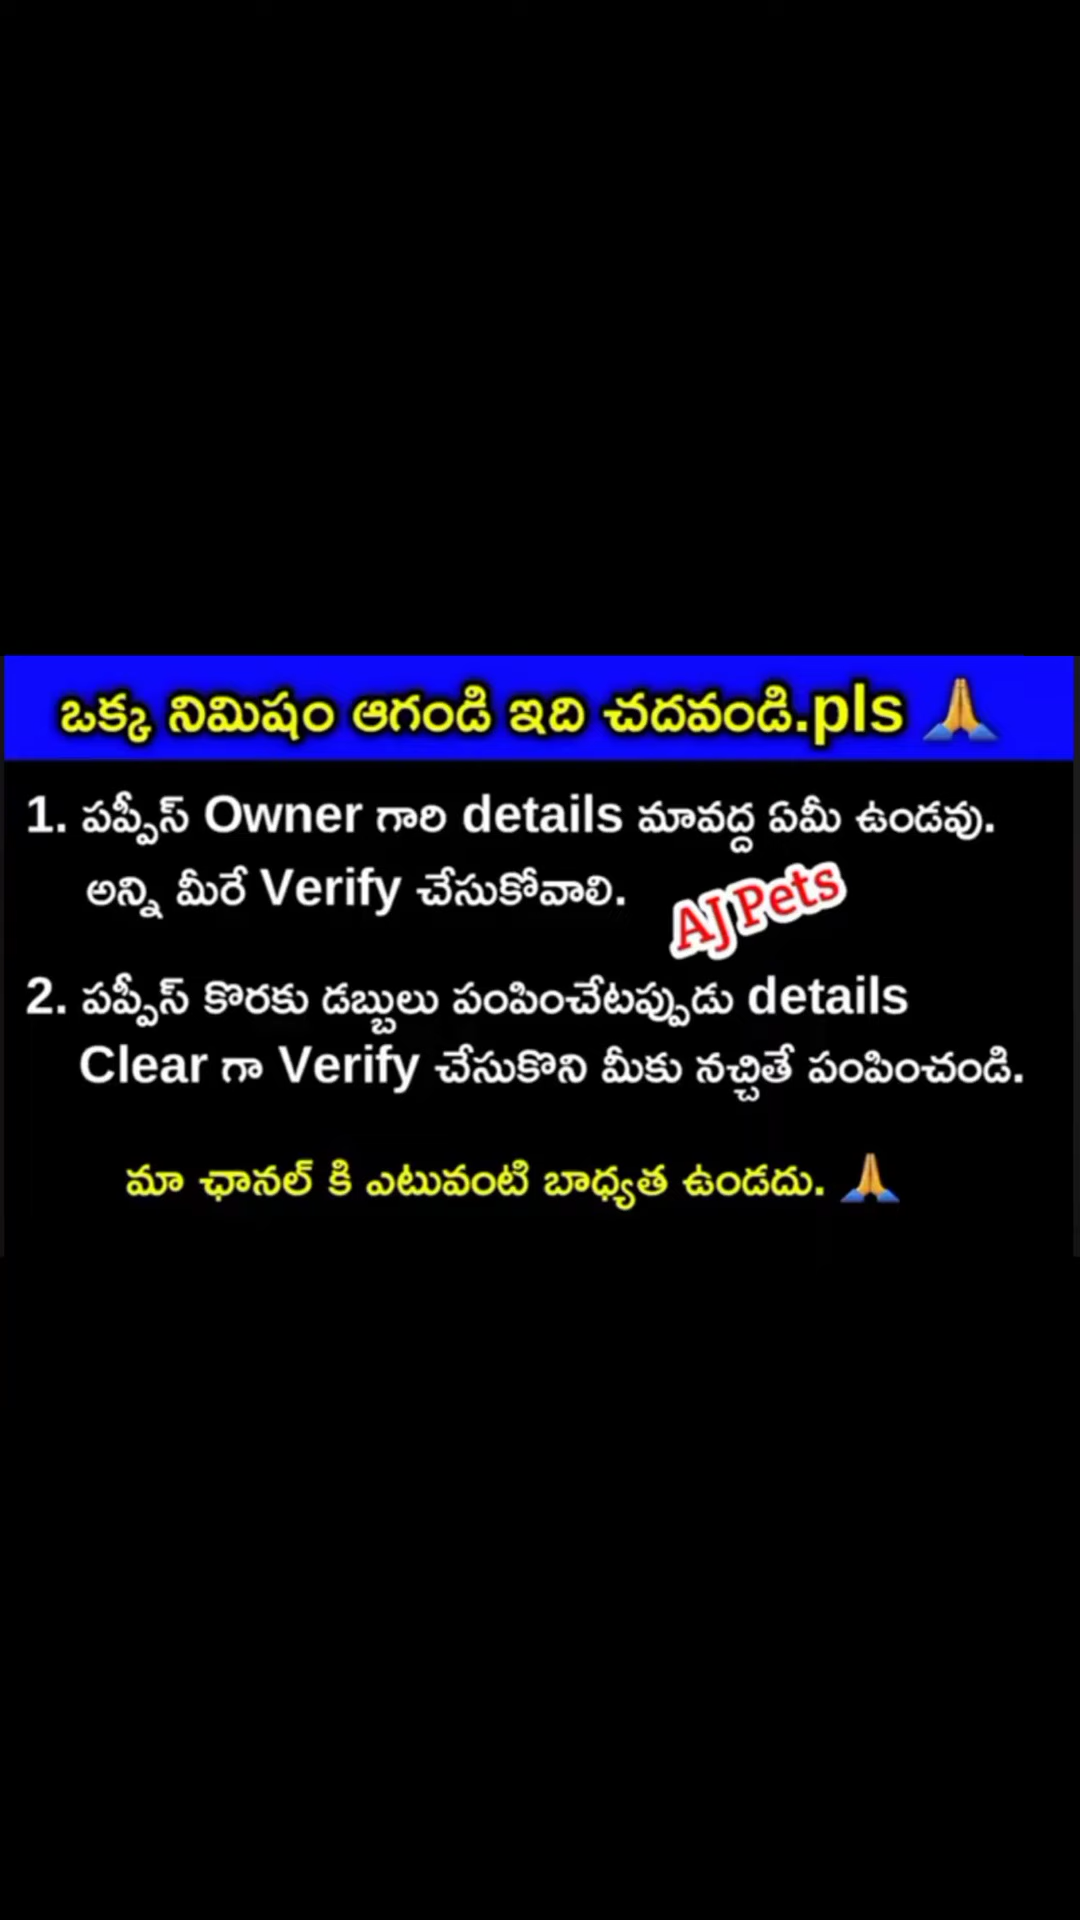 ఒక్క నిమిషం ఆగండి ఇది చదవండి.pls 🙏
1. పప్పీస్ Owner గారి details మావద్ద ఏమీ ఉండవు.
అన్ని మీరే Verify చేసుకోవాలి.
AJ Pets
2. పప్పీస్ కొరకు డబ్బులు పంపించేటప్పుడు details
Clear గా Verify చేసుకొని మీకు నచ్చితే పంపించండి.
మా ఛానల్ కి ఎటువంటి బాధ్యత ఉండదు. 🙏